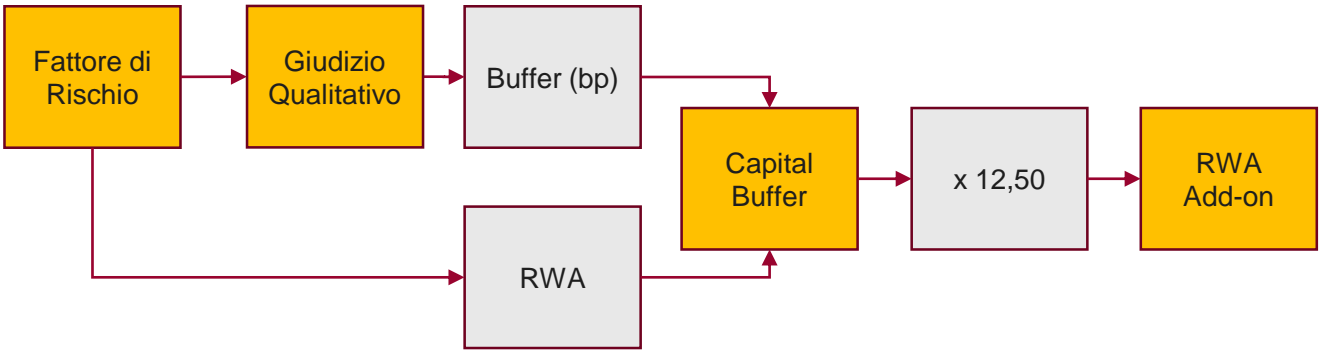 Fattore di
Rischio
Giudizio
Qualitativo
Buffer (bp)
Capital
Buffer
x 12,50
RWA
Add-on
RWA